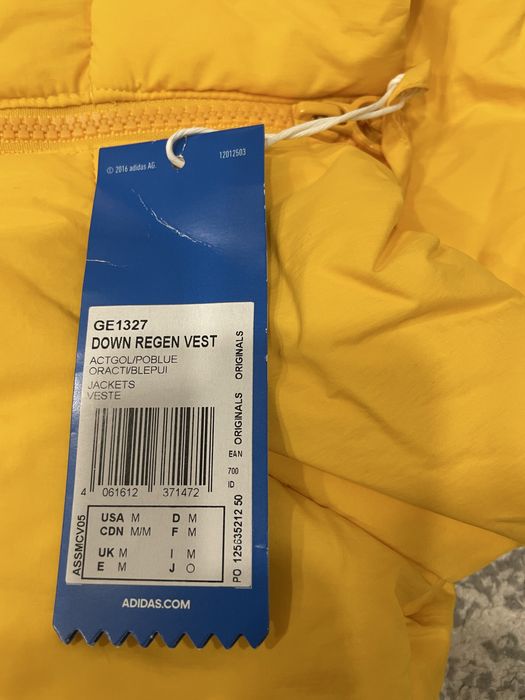 © 2016 adidas AG.
12012503
GE1327
DOWN REGEN VEST
ACTGOL/POBLUE
ORACTI/BLEPUI
JACKETS
VESTE
4 061612 371472
USA M D M
CDN M/M F M
UK M I M
E M J O
ASSMCV05
ORIGINALS ORIGINALS
EAN
700
ID
PO 125635212 50
ADIDAS.COM